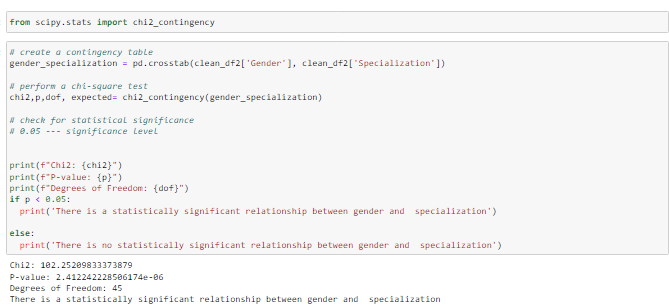 from scipy.stats import chi2_contingency
# create a contingency table
gender_specialization = pd.crosstab(clean_df2['Gender'], clean_df2['Specialization'])
# perform a chi-square test
chi2,p,dof, expected= chi2_contingency(gender_specialization)
# check for statistical significance
# 0.05 --- significance level
print(f"Chi2: {chi2}")
print(f"P-value: {p}")
print(f"Degrees of Freedom: {dof}")
if p < 0.05:
print('There is a statistically significant relationship between gender and  specialization')
else:
print('There is no statistically significant relationship between gender and  specialization')
Chi2: 102.25209833373879
P-value: 2.412242228506174e-06
Degrees of Freedom: 45
There is a statistically significant relationship between gender and  specialization